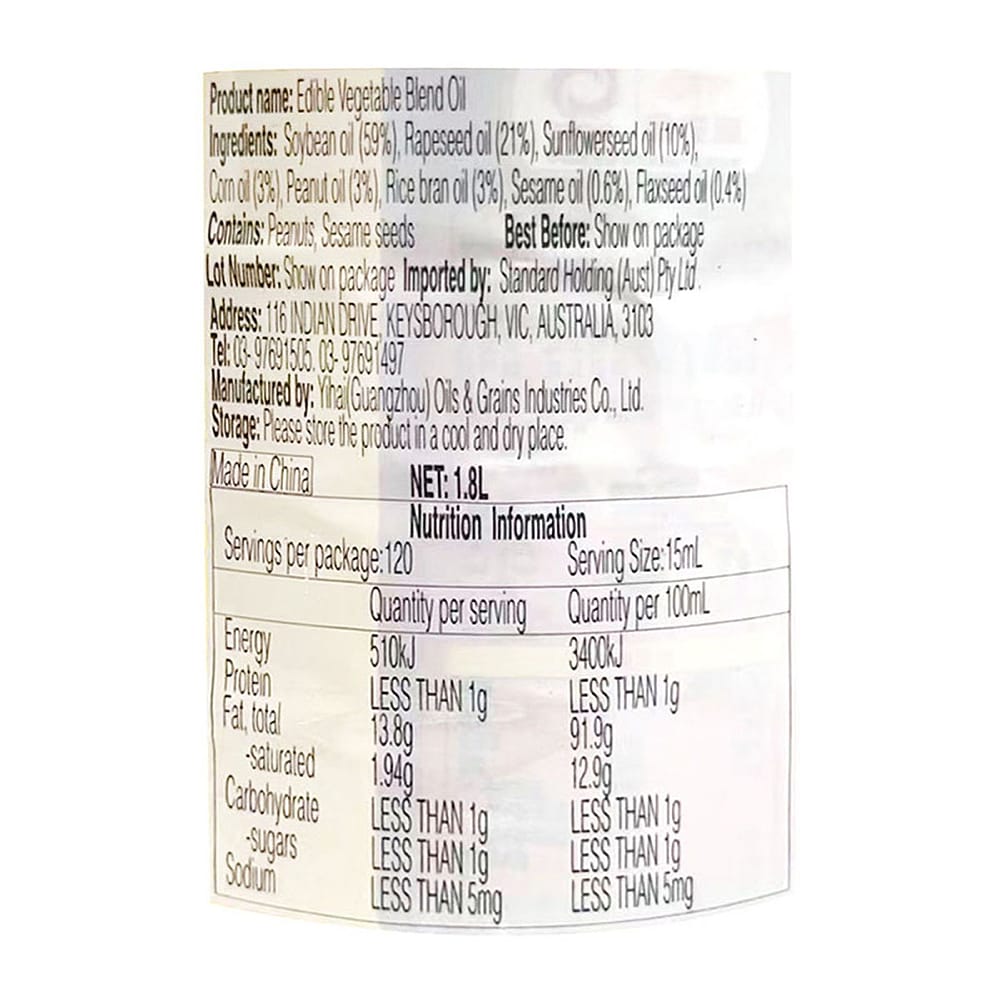 Product name: Edible Vegetable Blend Oil
Ingredients: Soybean oil (59%), Rapeseed oil (21%), Sunflowerseed oil (10%),
Corn oil (3%), Peanut oil (3%), Rice bran oil (3%), Sesame oil (0.6%), Flaxseed oil (0.4%)
Contains: Peanuts, Sesame seeds Best Before: Show on package
Lot Number: Show on package Imported by: Standard Holding (Aust) Pty Ltd.
Address: 116 INDIAN DRIVE, KEYSBOROUGH, VIC, AUSTRALIA, 3103
Tel: 03- 97691505. 03- 97691497
Manufactured by: Yihai(Guangzhou) Oils & Grains Industries Co., Ltd.
Storage: Please store the product in a cool and dry place.
Made in China NET: 1.8L
Nutrition Information
Servings per package:120 Serving Size:15mL
Quantity per serving Quantity per 100mL
Energy 510kJ 3400kJ
Protein LESS THAN 1g LESS THAN 1g
Fat, total 13.8g 91.9g
-saturated 1.94g 12.9g
Carbohydrate LESS THAN 1g LESS THAN 1g
-sugars LESS THAN 1g LESS THAN 1g
Sodium LESS THAN 5mg LESS THAN 5mg